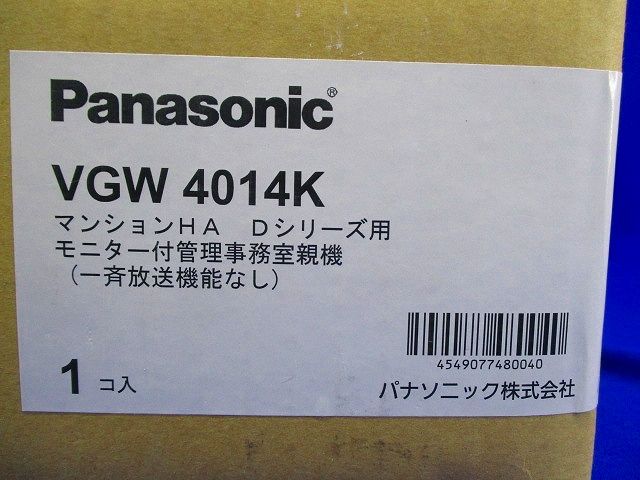 Panasonic®
VGW 4014K
マンションHA　Dシリーズ用
モニター付管理事務室親機
（一斉放送機能なし）
4549077480040
1 コ入
パナソニック株式会社